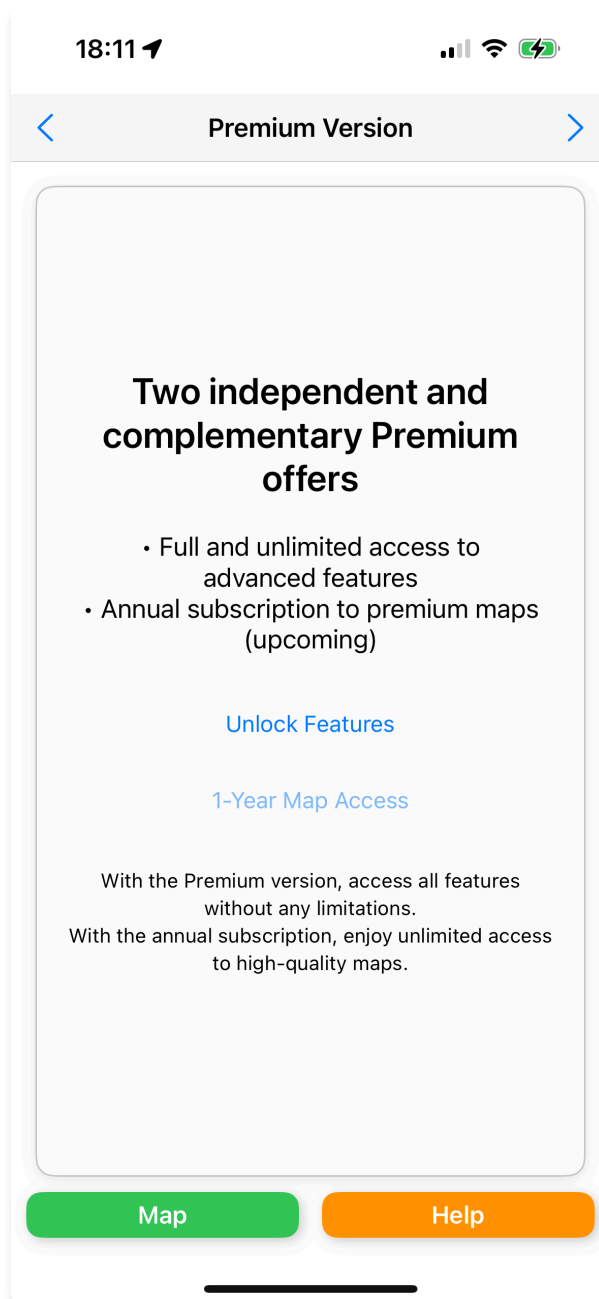 18:11
Premium Version
Two independent and
complementary Premium
offers
• Full and unlimited access to
advanced features
• Annual subscription to premium maps
(upcoming)
Unlock Features
1-Year Map Access
With the Premium version, access all features
without any limitations.
With the annual subscription, enjoy unlimited access
to high-quality maps.
Map
Help